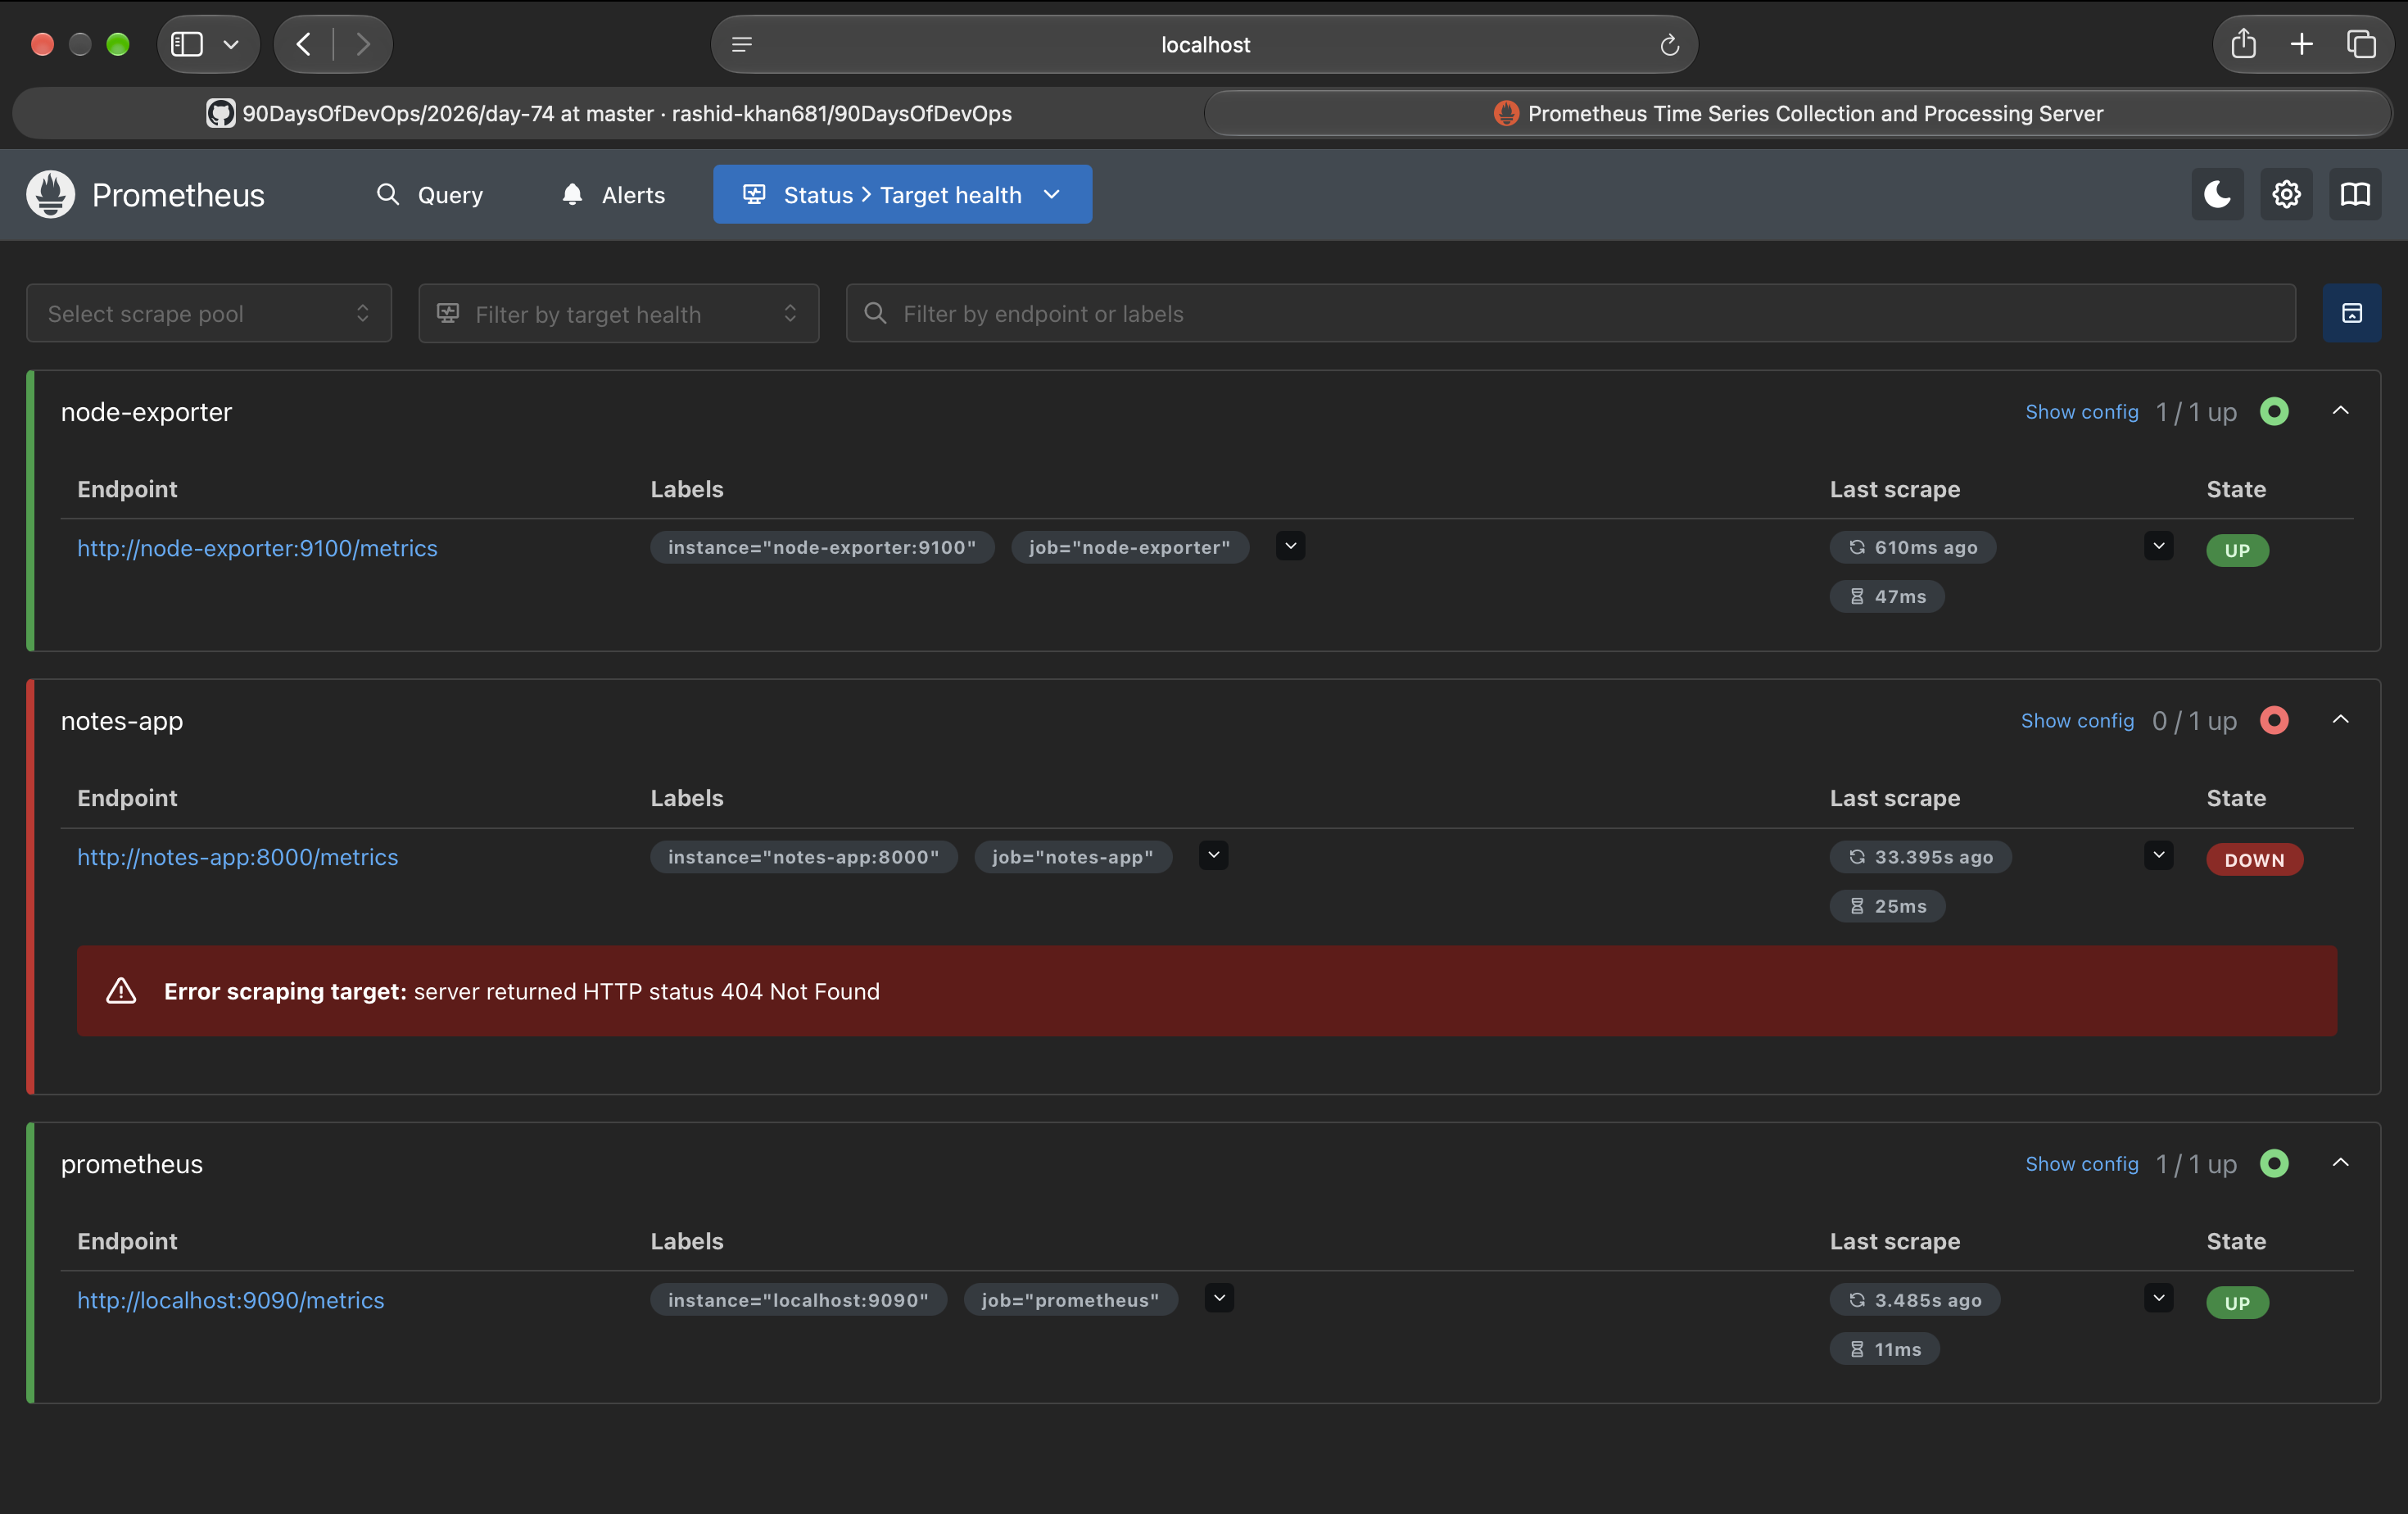 localhost
90DaysOfDevOps/2026/day-74 at master · rashid-khan681/90DaysOfDevOps
Prometheus Time Series Collection and Processing Server
Prometheus
Query
Alerts
Status > Target health
Select scrape pool
Filter by target health
Filter by endpoint or labels
node-exporter
Show config 1 / 1 up
Endpoint Labels Last scrape State
http://node-exporter:9100/metrics instance="node-exporter:9100" job="node-exporter" 610ms ago UP
47ms
notes-app
Show config 0 / 1 up
Endpoint Labels Last scrape State
http://notes-app:8000/metrics instance="notes-app:8000" job="notes-app" 33.395s ago DOWN
25ms
Error scraping target: server returned HTTP status 404 Not Found
prometheus
Show config 1 / 1 up
Endpoint Labels Last scrape State
http://localhost:9090/metrics instance="localhost:9090" job="prometheus" 3.485s ago UP
11ms